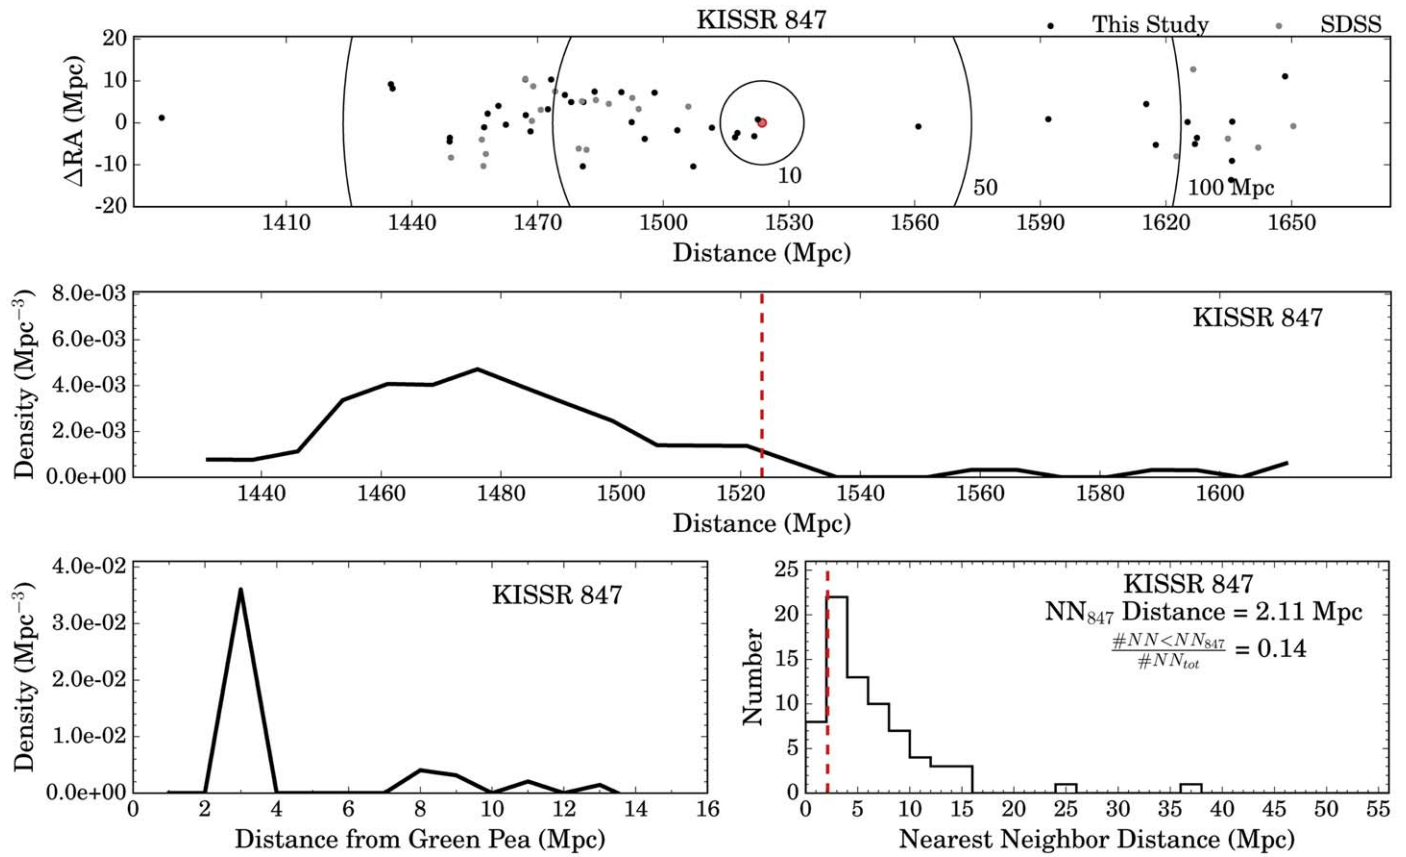 KISSR 847
This Study
SDSS
20
10
0
-10
-20
ΔRA (Mpc)
10
50
100 Mpc
1410 1440 1470 1500 1530 1560 1590 1620 1650
Distance (Mpc)
8.0e-03
6.0e-03
4.0e-03
2.0e-03
0.0e+00
Density (Mpc⁻³)
KISSR 847
1440 1460 1480 1500 1520 1540 1560 1580 1600
Distance (Mpc)
4.0e-02
3.0e-02
2.0e-02
1.0e-02
0.0e+00
Density (Mpc⁻³)
KISSR 847
0 2 4 6 8 10 12 14 16
Distance from Green Pea (Mpc)
25
20
15
10
5
0
Number
KISSR 847
NN₈₄₇ Distance = 2.11 Mpc
#NN<NN₈₄₇
#NNₜₒₜ
= 0.14
0 5 10 15 20 25 30 35 40 45 50 55
Nearest Neighbor Distance (Mpc)